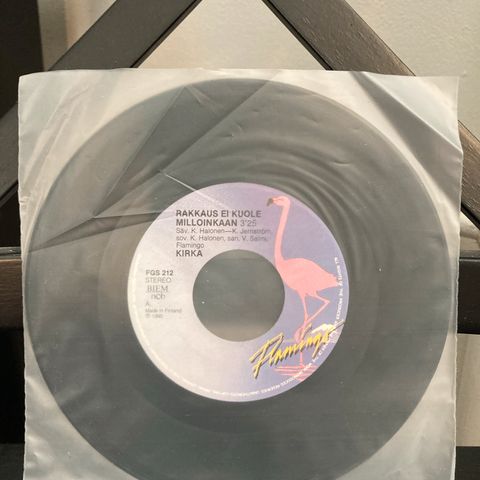 RAKKAUS EI KUOLE
MILLOINKAAN 3'25
Säv. K. Halonen—K. Jernström,
sov. K. Halonen, san. V. Salmi,
Flamingo
KIRKA
FGS 212
STEREO
BIEM
ncb
A.
Made in Finland
Flamingo